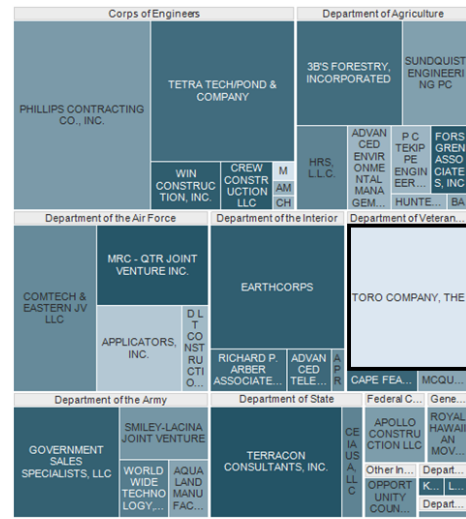 Corps of Engineers
PHILLIPS CONTRACTING
CO., INC.
TETRA TECH/POND &
COMPANY
WIN
CONSTRUC
TION, INC.
CREW
CONSTR
UCTION
LLC
M
AM
CH
Department of Agriculture
3B'S FORESTRY,
INCORPORATED
SUNDQUIST
ENGINEERI
NG PC
HRS,
L.L.C.
ADVAN
CED
ENVIR
ONME
NTAL
MANA
GEM...
P C
TEKIP
PE
ENGIN
EER...
FORS
GREN
ASSO
CIATE
S, INC
HUNTE...
BA
Department of the Air Force
COMTECH &
EASTERN JV
LLC
MRC - QTR JOINT
VENTURE INC.
APPLICATORS,
INC.
D L
T CO
NST
RU
CTI
O...
Department of the Interior
EARTHCORPS
RICHARD P.
ARBER
ASSOCIATE...
ADVAN
CED
TELE...
A
P
R
Department of Veteran...
TORO COMPANY, THE
CAPE FEA...
MCQU...
Department of the Army
GOVERNMENT
SALES
SPECIALISTS, LLC
SMILEY-LACINA
JOINT VENTURE
WORLD
WIDE
TECHNO
LOGY,...
AQUA
LAND
MANU
FAC...
Department of State
TERRACON
CONSULTANTS, INC.
CE
IA
US
A,
LL
C
Federal C...
APOLLO
CONSTRU
CTION LLC
Gene...
ROYAL
HAWAII
AN
MOV...
Other In...
OPPORT
UNITY
COUN...
Depart...
K...
L...
Depart...